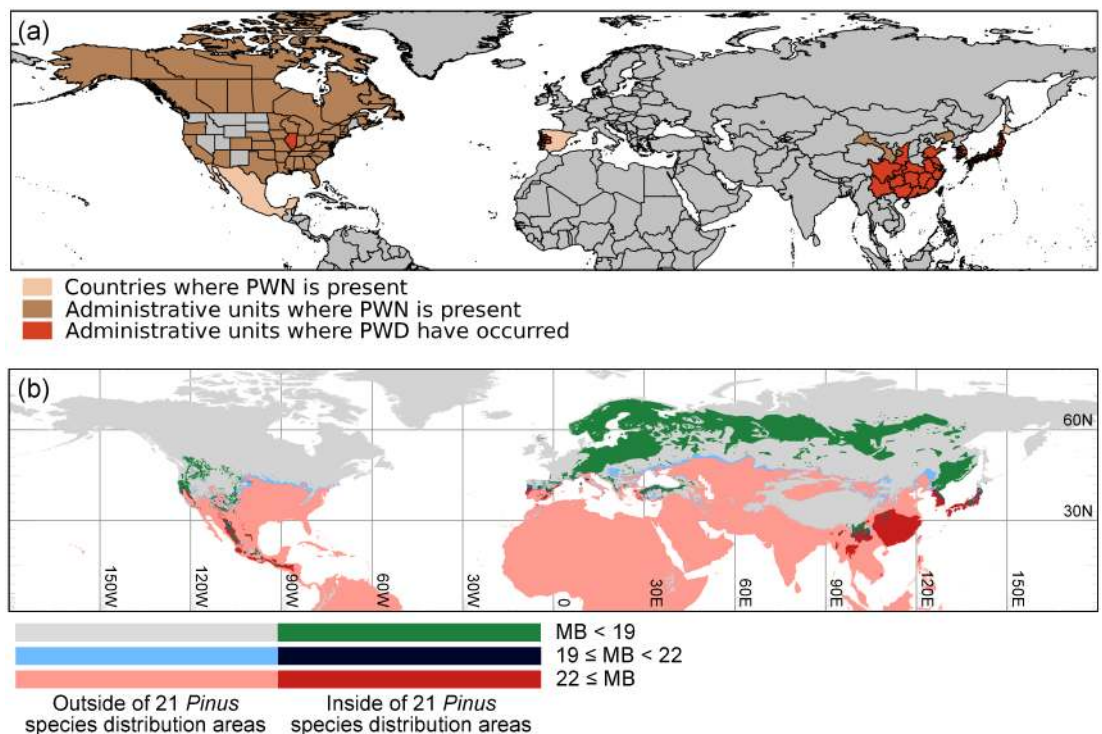 (a)
Countries where PWN is present
Administrative units where PWN is present
Administrative units where PWD have occurred
(b)
60N
30N
150W
120W
90W
60W
30W
0
30E
60E
90E
120E
150E
MB < 19
19 ≤ MB < 22
22 ≤ MB
Outside of 21 Pinus
species distribution areas
Inside of 21 Pinus
species distribution areas